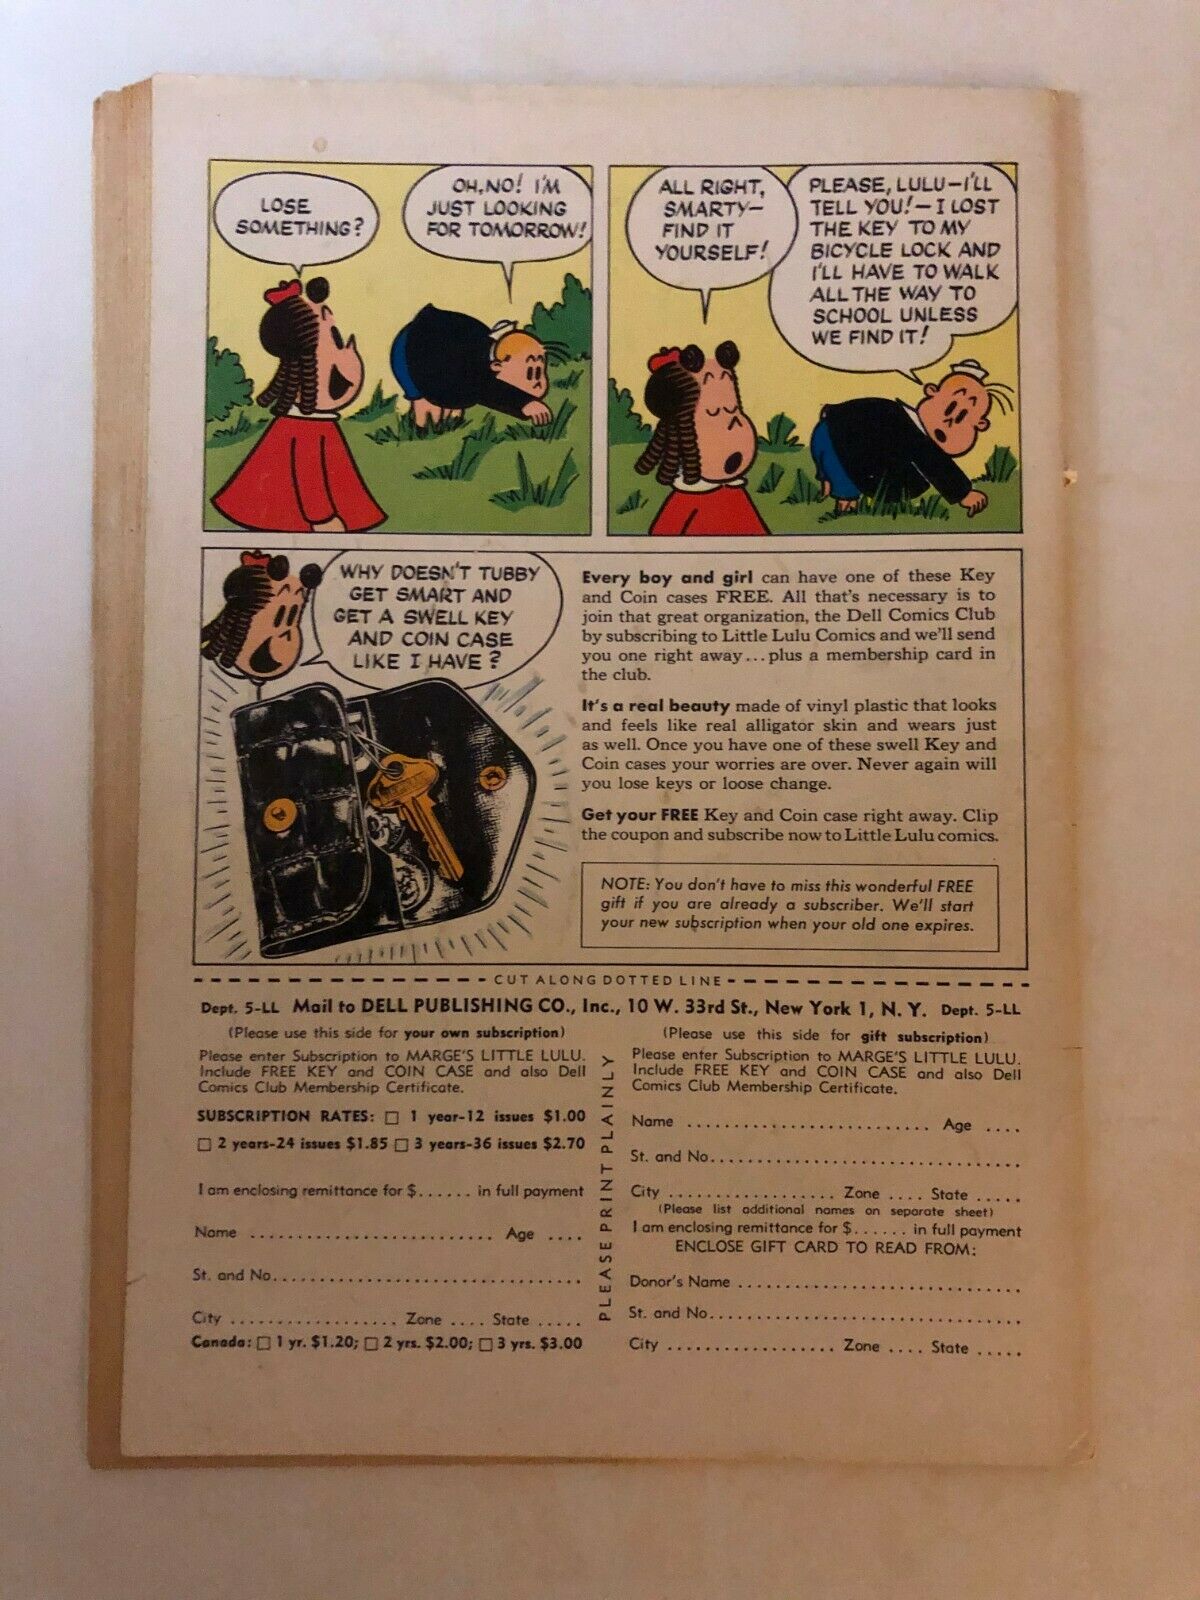 LOSE
SOMETHING?
OH, NO! I'M
JUST LOOKING
FOR TOMORROW!
ALL RIGHT,
SMARTY—
FIND IT
YOURSELF!
PLEASE, LULU—I'LL
TELL YOU!—I LOST
THE KEY TO MY
BICYCLE LOCK AND
I'LL HAVE TO WALK
ALL THE WAY TO
SCHOOL UNLESS
WE FIND IT!
WHY DOESN'T TUBBY
GET SMART AND
GET A SWELL KEY
AND COIN CASE
LIKE I HAVE?
Every boy and girl can have one of these Key
and Coin cases FREE. All that's necessary is to
join that great organization, the Dell Comics Club
by subscribing to Little Lulu Comics and we'll send
you one right away...plus a membership card in
the club.
It's a real beauty made of vinyl plastic that looks
and feels like real alligator skin and wears just
as well. Once you have one of these swell Key and
Coin cases your worries are over. Never again will
you lose keys or loose change.
Get your FREE Key and Coin case right away. Clip
the coupon and subscribe now to Little Lulu comics.
NOTE: You don't have to miss this wonderful FREE
gift if you are already a subscriber. We'll start
your new subscription when your old one expires.
CUT ALONG DOTTED LINE
Dept. 5-LL Mail to DELL PUBLISHING CO., Inc., 10 W. 33rd St., New York 1, N. Y. Dept. 5-LL
(Please use this side for your own subscription)
Please enter Subscription to MARGE'S LITTLE LULU.
Include FREE KEY and COIN CASE and also Dell
Comics Club Membership Certificate.
SUBSCRIPTION RATES: □ 1 year-12 issues $1.00
□ 2 years-24 issues $1.85 □ 3 years-36 issues $2.70
I am enclosing remittance for $...... in full payment
Name .......................... Age ....
St. and No.................................
City .................. Zone .... State .....
Canada: □ 1 yr. $1.20; □ 2 yrs. $2.00; □ 3 yrs. $3.00
PLEASE PRINT PLAINLY
(Please use this side for gift subscription)
Please enter Subscription to MARGE'S LITTLE LULU.
Include FREE KEY and COIN CASE and also Dell
Comics Club Membership Certificate.
Name .......................... Age ....
St. and No.................................
City .................. Zone .... State .....
(Please list additional names on separate sheet)
I am enclosing remittance for $...... in full payment
ENCLOSE GIFT CARD TO READ FROM:
Donor's Name ..............................
St. and No.................................
City .................. Zone .... State .....